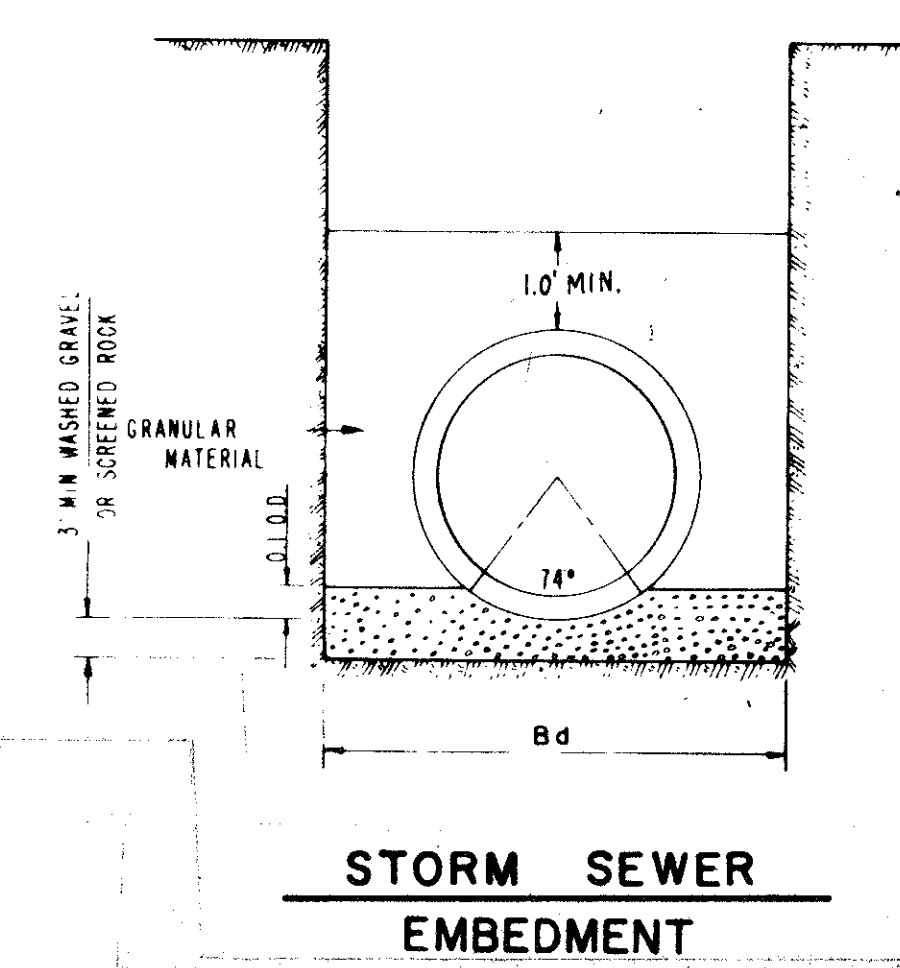 1.0' MIN.
3" MIN WASHED GRAVEL
OR SCREENED ROCK
GRANULAR
MATERIAL
0.1 O.D.
74°
Bd
STORM SEWER
EMBEDMENT